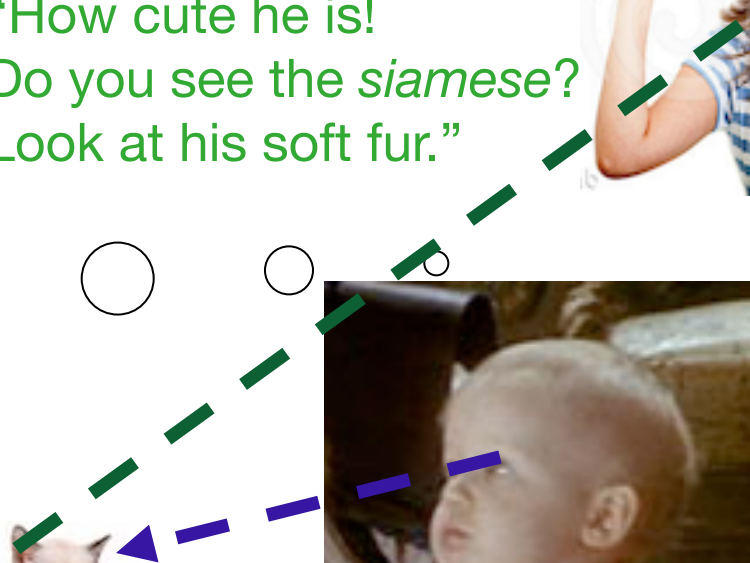 “How cute he is!
Do you see the siamese?
Look at his soft fur.”